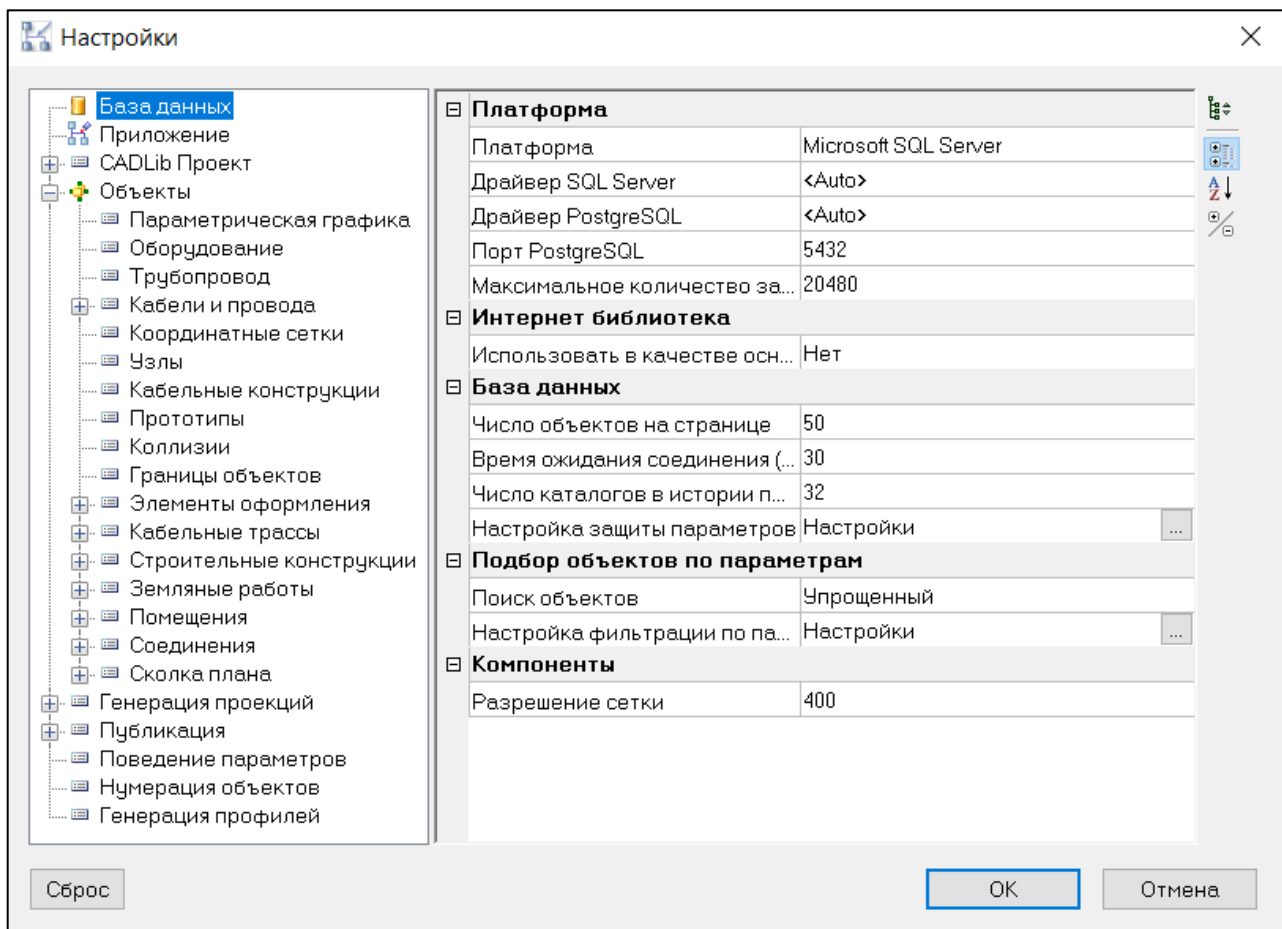 Настройки
База данных
Приложение
CADLib Проект
Объекты
Параметрическая графика
Оборудование
Трубопровод
Кабели и провода
Координатные сетки
Узлы
Кабельные конструкции
Прототипы
Коллизии
Границы объектов
Элементы оформления
Кабельные трассы
Строительные конструкции
Земляные работы
Помещения
Соединения
Сколка плана
Генерация проекций
Публикация
Поведение параметров
Нумерация объектов
Генерация профилей
Платформа
Платформа Microsoft SQL Server
Драйвер SQL Server <Auto>
Драйвер PostgreSQL <Auto>
Порт PostgreSQL 5432
Максимальное количество за... 20480
Интернет библиотека
Использовать в качестве осн... Нет
База данных
Число объектов на странице 50
Время ожидания соединения (... 30
Число каталогов в истории п... 32
Настройка защиты параметров Настройки ...
Подбор объектов по параметрам
Поиск объектов Упрощенный
Настройка фильтрации по па... Настройки ...
Компоненты
Разрешение сетки 400
A
Z
Сброс
OK
Отмена